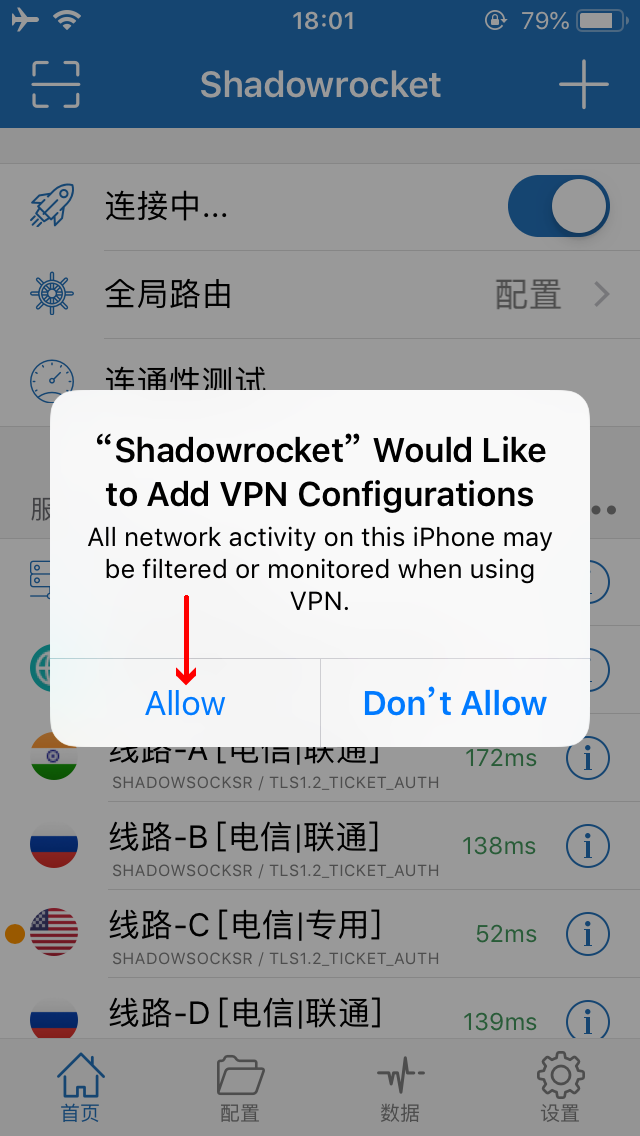 18:01
79%
Shadowrocket
连接中...
全局路由
配置
连通性测试
服
“Shadowrocket” Would Like
to Add VPN Configurations
All network activity on this iPhone may
be filtered or monitored when using
VPN.
Allow
Don’t Allow
线路-A [电信|联通]
172ms
SHADOWSOCKSR / TLS1.2_TICKET_AUTH
线路-B [电信|联通]
138ms
SHADOWSOCKSR / TLS1.2_TICKET_AUTH
线路-C [电信|专用]
52ms
SHADOWSOCKSR / TLS1.2_TICKET_AUTH
线路-D [电信|联通]
139ms
首页
配置
数据
设置